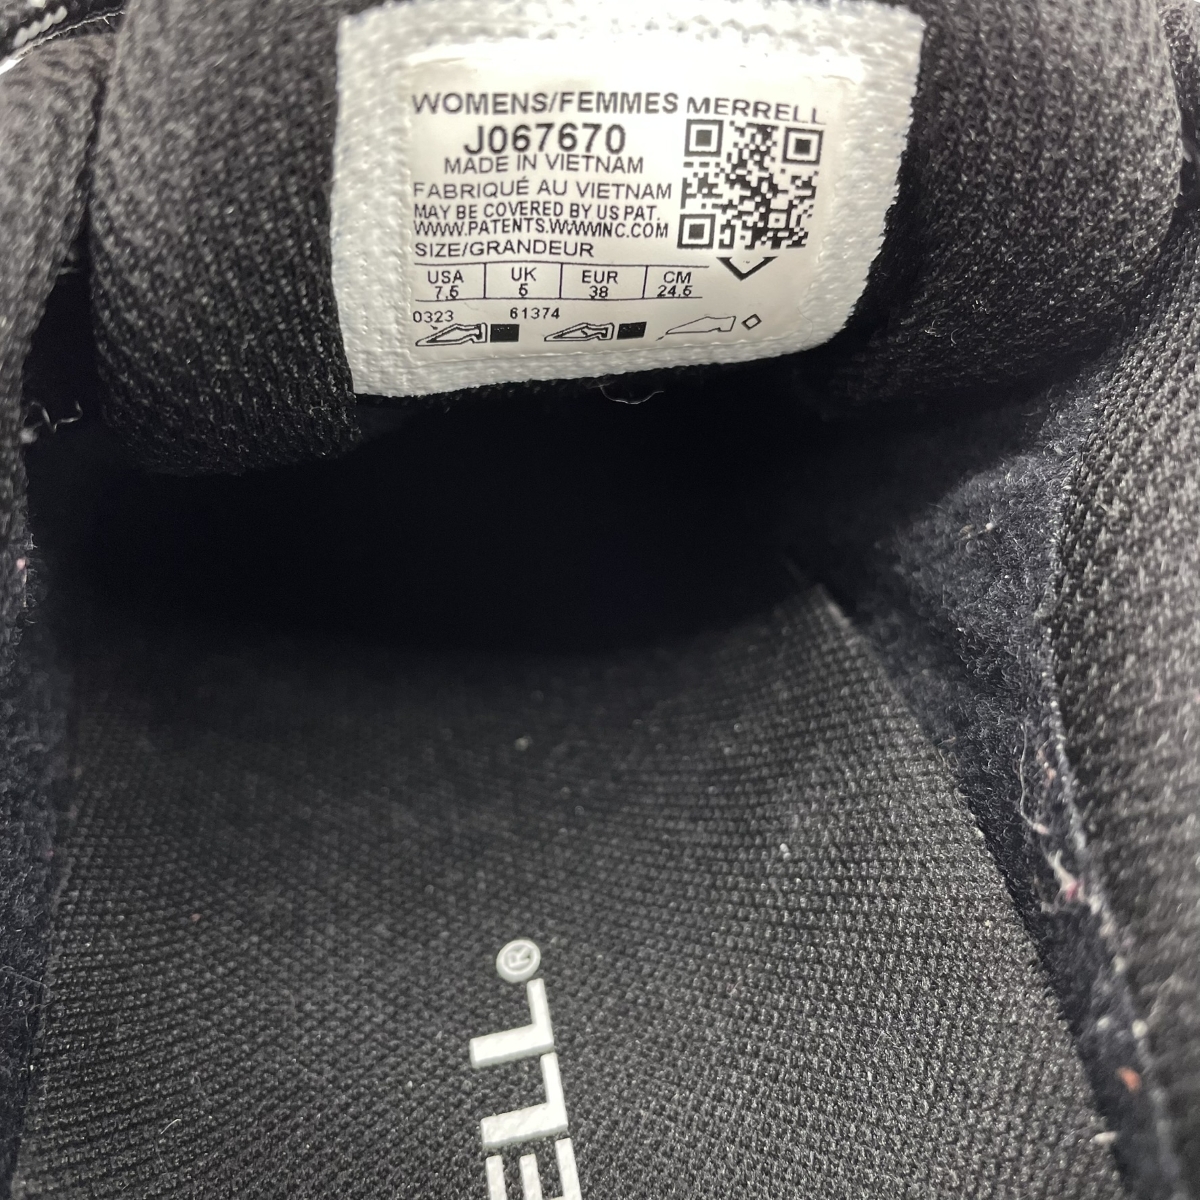 WOMENS/FEMMES MERRELL
J067670
MADE IN VIETNAM
FABRIQUÉ AU VIETNAM
MAY BE COVERED BY US PAT.
WWW.PATENTS.WWWINC.COM
SIZE/GRANDEUR
USA UK EUR CM
7.5 5 38 24.5
0323 61374
ELL®